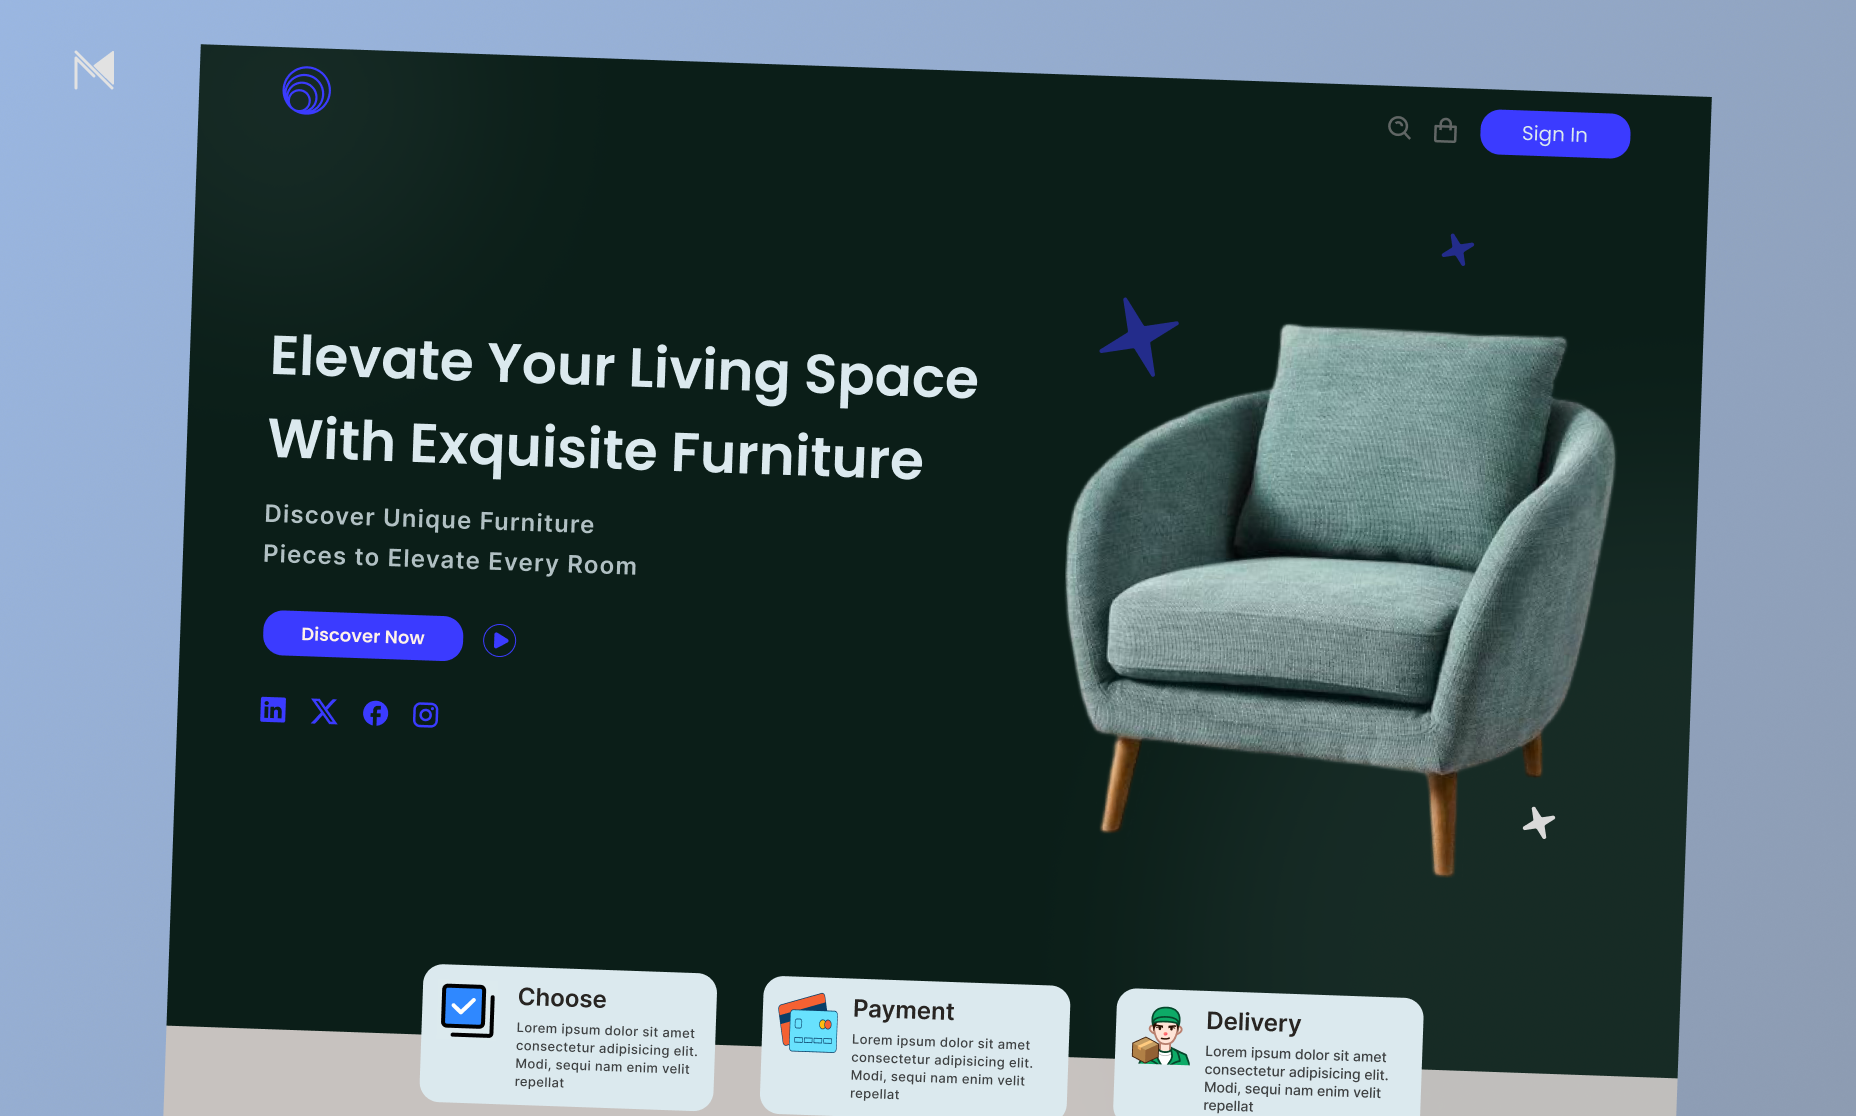 Sign In
Elevate Your Living Space
With Exquisite Furniture
Discover Unique Furniture
Pieces to Elevate Every Room
Discover Now
Choose
Lorem ipsum dolor sit amet
consectetur adipisicing elit.
Modi, sequi nam enim velit
repellat
Payment
Lorem ipsum dolor sit amet
consectetur adipisicing elit.
Modi, sequi nam enim velit
repellat
Delivery
Lorem ipsum dolor sit amet
consectetur adipisicing elit.
Modi, sequi nam enim velit
repellat